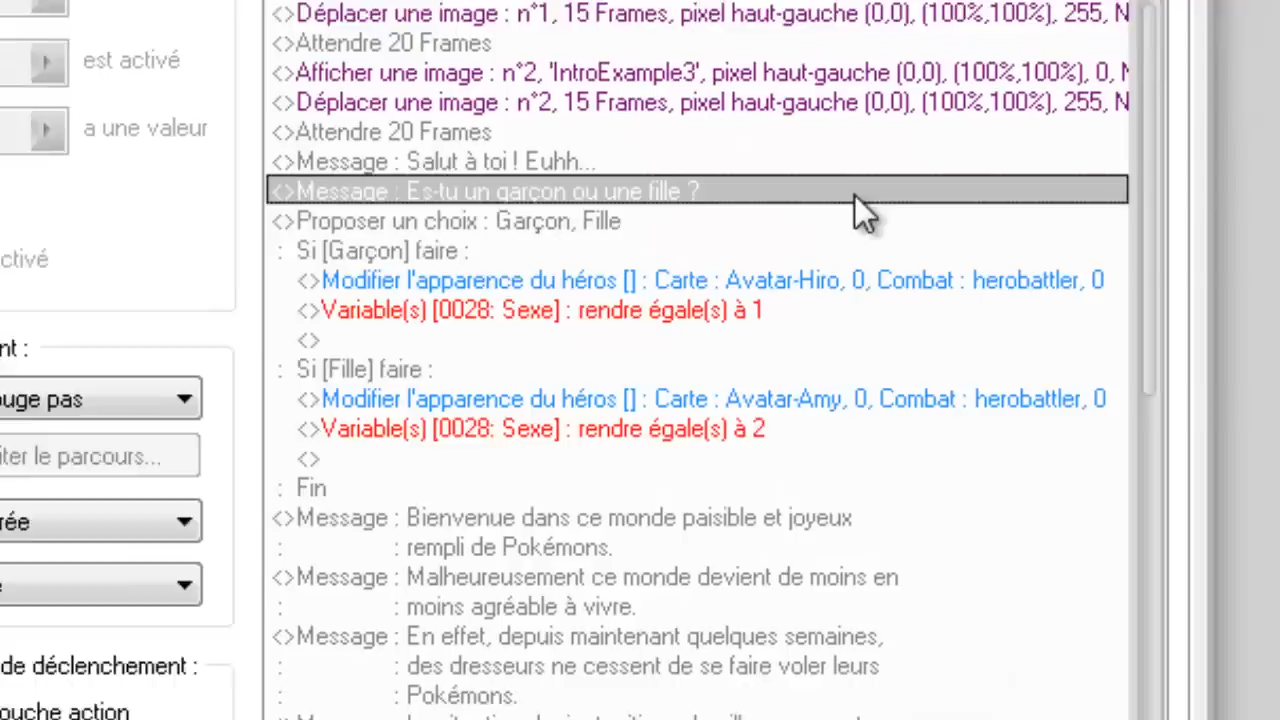 <>Déplacer une image : n°1, 15 Frames, pixel haut-gauche (0,0), (100%,100%), 255, N
<>Attendre 20 Frames
est activé
<>Afficher une image : n°2, 'IntroExample3', pixel haut-gauche (0,0), (100%,100%), 0, N
<>Déplacer une image : n°2, 15 Frames, pixel haut-gauche (0,0), (100%,100%), 255, N
a une valeur
<>Attendre 20 Frames
<>Message : Salut à toi ! Euhh...
<>Message : Es-tu un garçon ou une fille ?
<>Proposer un choix : Garçon, Fille
: Si [Garçon] faire :
ctivé
<>Modifier l'apparence du héros [] : Carte : Avatar-Hiro, 0, Combat : herobattler, 0
<>Variable(s) [0028: Sexe] : rendre égale(s) à 1
<>
nt :
: Si [Fille] faire :
ouge pas
<>Modifier l'apparence du héros [] : Carte : Avatar-Amy, 0, Combat : herobattler, 0
<>Variable(s) [0028: Sexe] : rendre égale(s) à 2
iter le parcours...
<>
: Fin
rée
<>Message : Bienvenue dans ce monde paisible et joyeux
: : rempli de Pokémons.
<>Message : Malheureusement ce monde devient de moins en
: : moins agréable à vivre.
<>Message : En effet, depuis maintenant quelques semaines,
de déclenchement :
: : des dresseurs ne cessent de se faire voler leurs
: : Pokémons.
ouche action